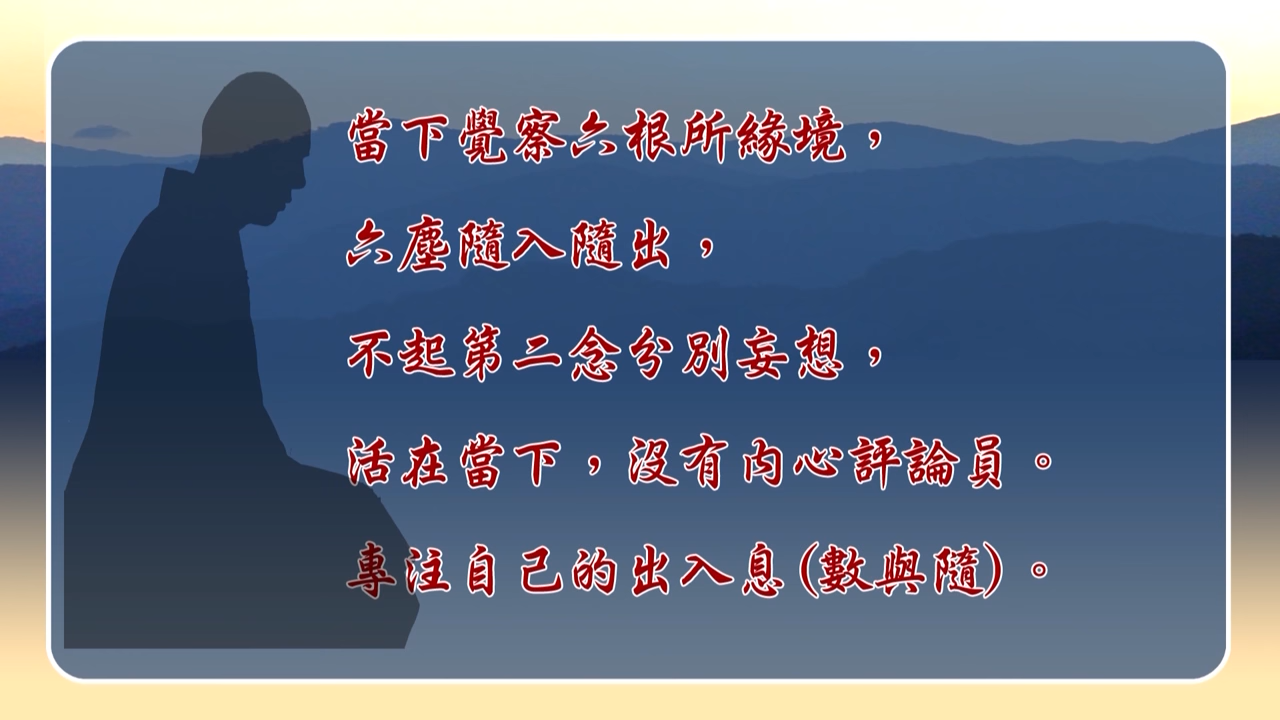 當下覺察六根所緣境，
六塵隨入隨出，
不起第二念分別妄想，
活在當下，沒有內心評論員。
專注自己的出入息(數與隨)。